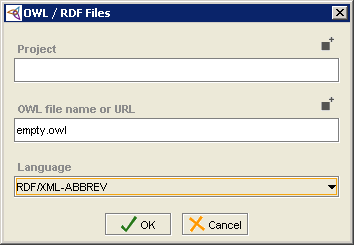 OWL / RDF Files
Project
OWL file name or URL
empty.owl
Language
RDF/XML-ABBREV
OK
Cancel